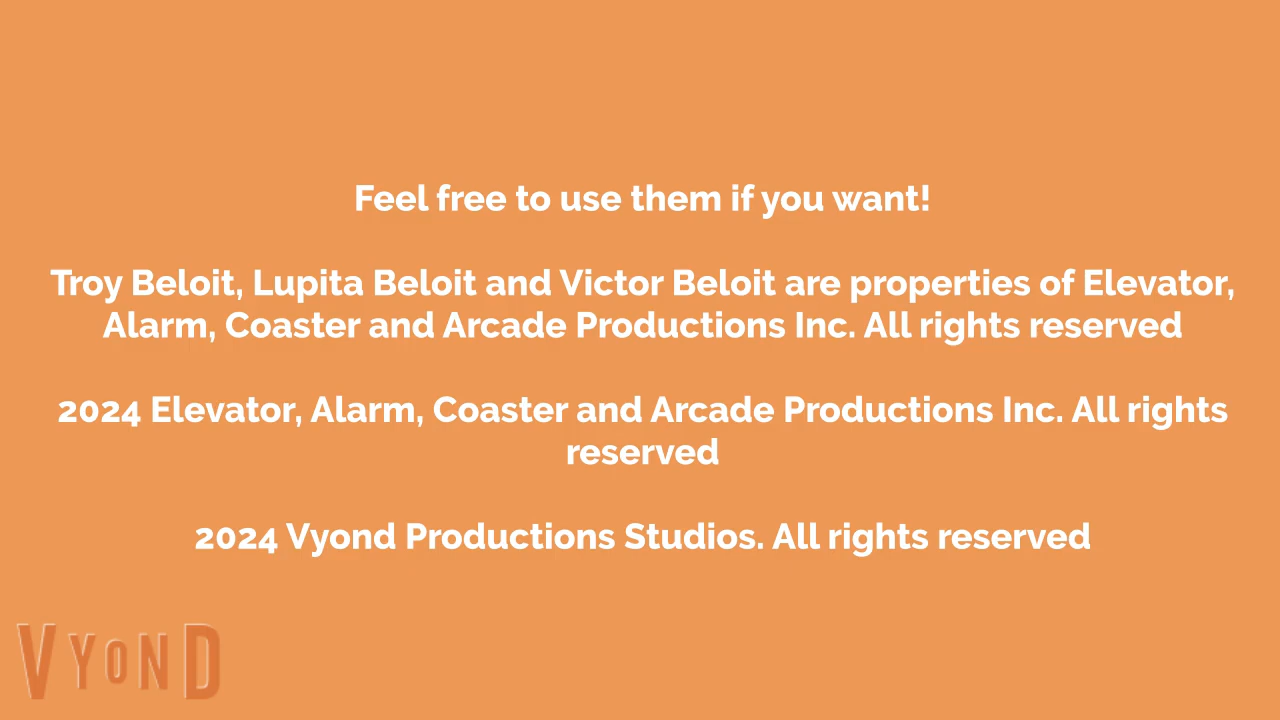 Feel free to use them if you want!
Troy Beloit, Lupita Beloit and Victor Beloit are properties of Elevator,
Alarm, Coaster and Arcade Productions Inc. All rights reserved
2024 Elevator, Alarm, Coaster and Arcade Productions Inc. All rights
reserved
2024 Vyond Productions Studios. All rights reserved
VYOND